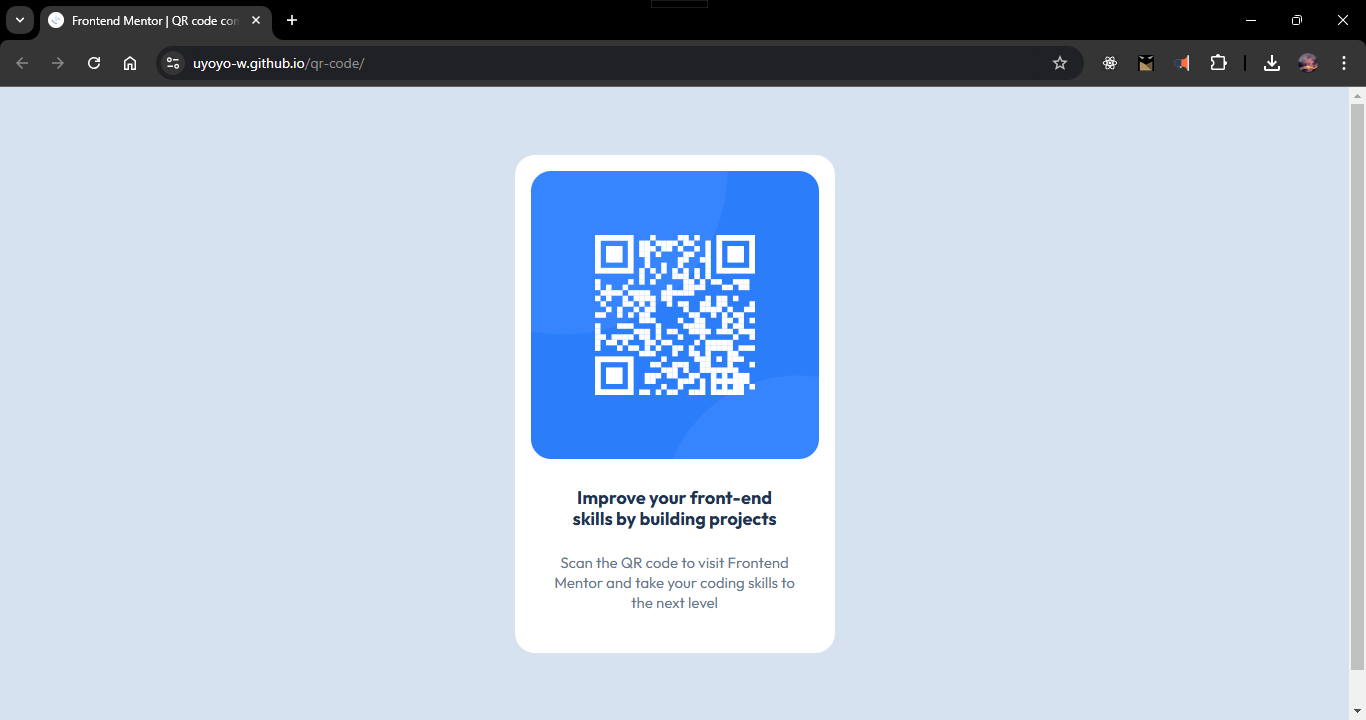 Frontend Mentor | QR code con
uyoyo-w.github.io/qr-code/
Improve your front-end
skills by building projects
Scan the QR code to visit Frontend
Mentor and take your coding skills to
the next level